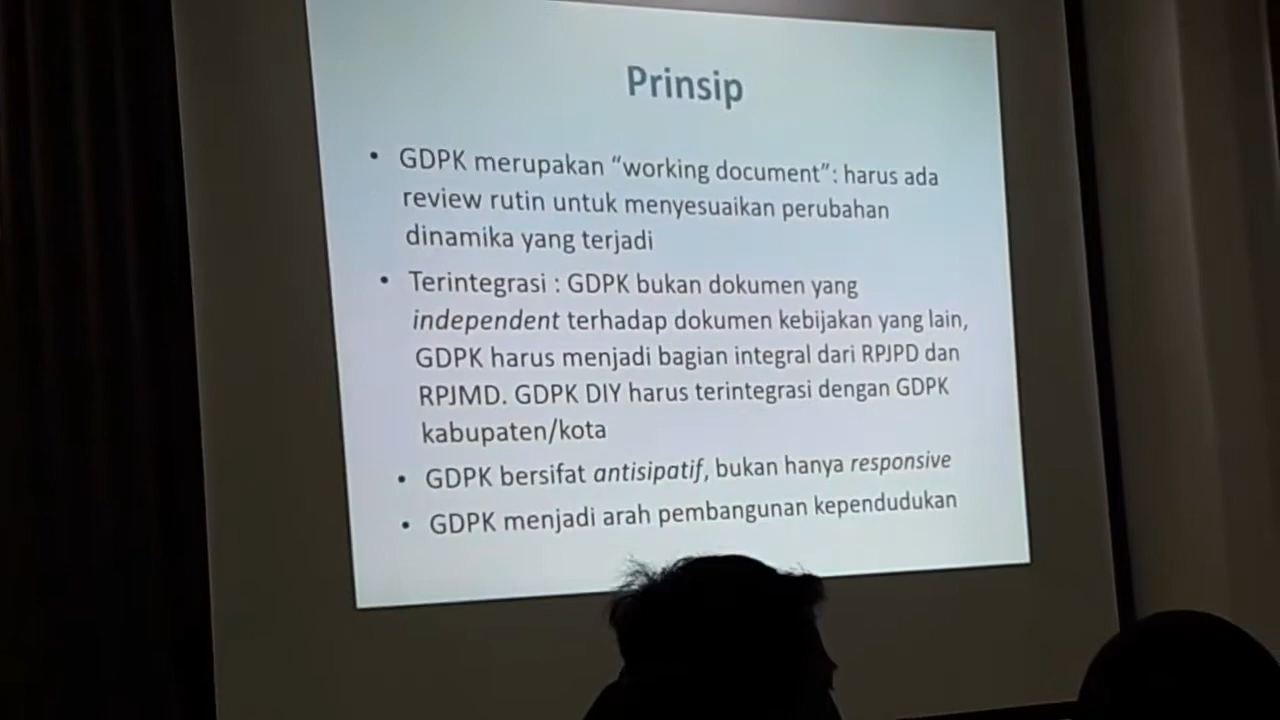 Prinsip
• GDPK merupakan “working document”: harus ada
review rutin untuk menyesuaikan perubahan
dinamika yang terjadi
• Terintegrasi : GDPK bukan dokumen yang
independent terhadap dokumen kebijakan yang lain,
GDPK harus menjadi bagian integral dari RPJPD dan
RPJMD. GDPK DIY harus terintegrasi dengan GDPK
kabupaten/kota
• GDPK bersifat antisipatif, bukan hanya responsive
• GDPK menjadi arah pembangunan kependudukan